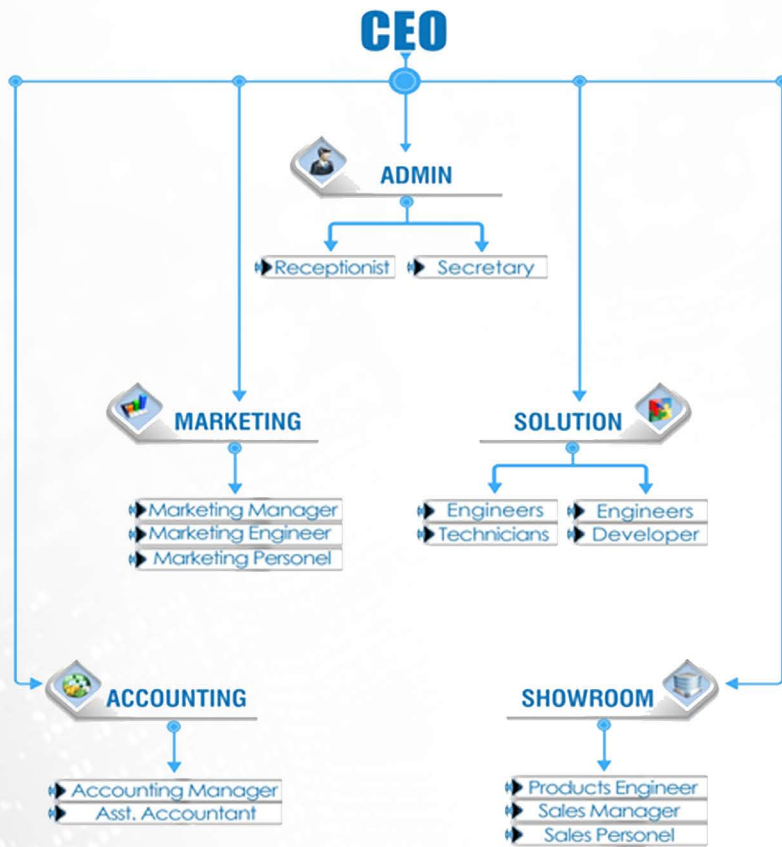 CEO
ADMIN
Receptionist
Secretary
MARKETING
Marketing Manager
Marketing Engineer
Marketing Personel
SOLUTION
Engineers
Technicians
Engineers
Developer
ACCOUNTING
Accounting Manager
Asst. Accountant
SHOWROOM
Products Engineer
Sales Manager
Sales Personel